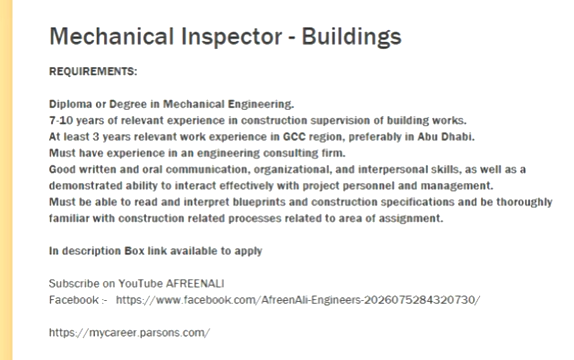 Mechanical Inspector - Buildings
REQUIREMENTS:
Diploma or Degree in Mechanical Engineering.
7-10 years of relevant experience in construction supervision of building works.
At least 3 years relevant work experience in GCC region, preferably in Abu Dhabi.
Must have experience in an engineering consulting firm.
Good written and oral communication, organizational, and interpersonal skills, as well as a
demonstrated ability to interact effectively with project personnel and management.
Must be able to read and interpret blueprints and construction specifications and be thoroughly
familiar with construction related processes related to area of assignment.
In description Box link available to apply
Subscribe on YouTube AFREENALI
Facebook :- https://www.facebook.com/AfreenAli-Engineers-2026075284320730/
https://mycareer.parsons.com/